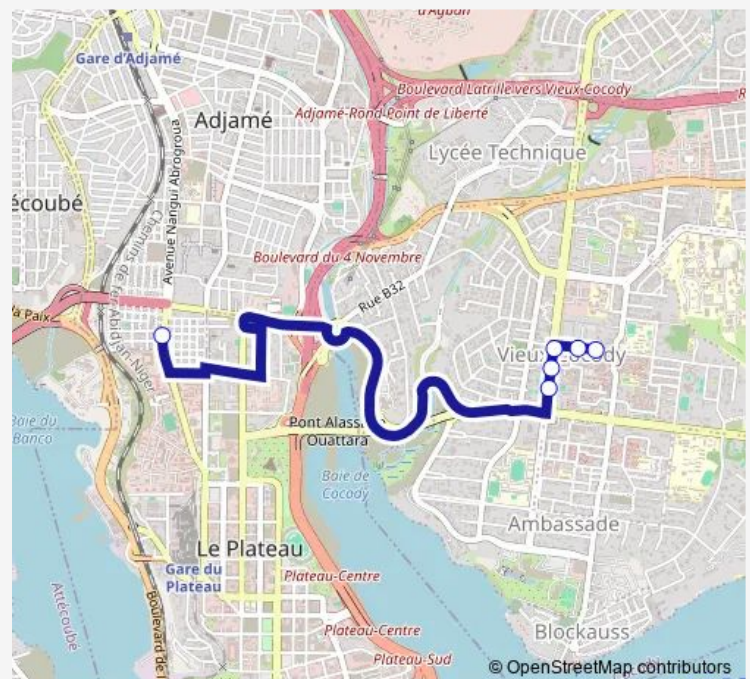 d'Agban
Gare d'Adjamé
Boulevard Latrille vers Vieux-Cocody
Adjamé-Rond Point de Liberté
Adjamé
Lycée Technique
Avenue Nangui Abrogroua
écoubé
Chemins de fer Abidjan-Niger
Boulevard du 4 Novembre
Rue B32
la Paix
Vieux Cocody
Pont Alassane
Ouattara
Baie du
Banco
Baie de
Cocody
Ambassade
Le Plateau
Gare du
Plateau
Plateau-Centre
Attécoube
Boulevard de
Plateau-Centre
Blockauss
Plateau-Sud
© OpenStreetMap contributors